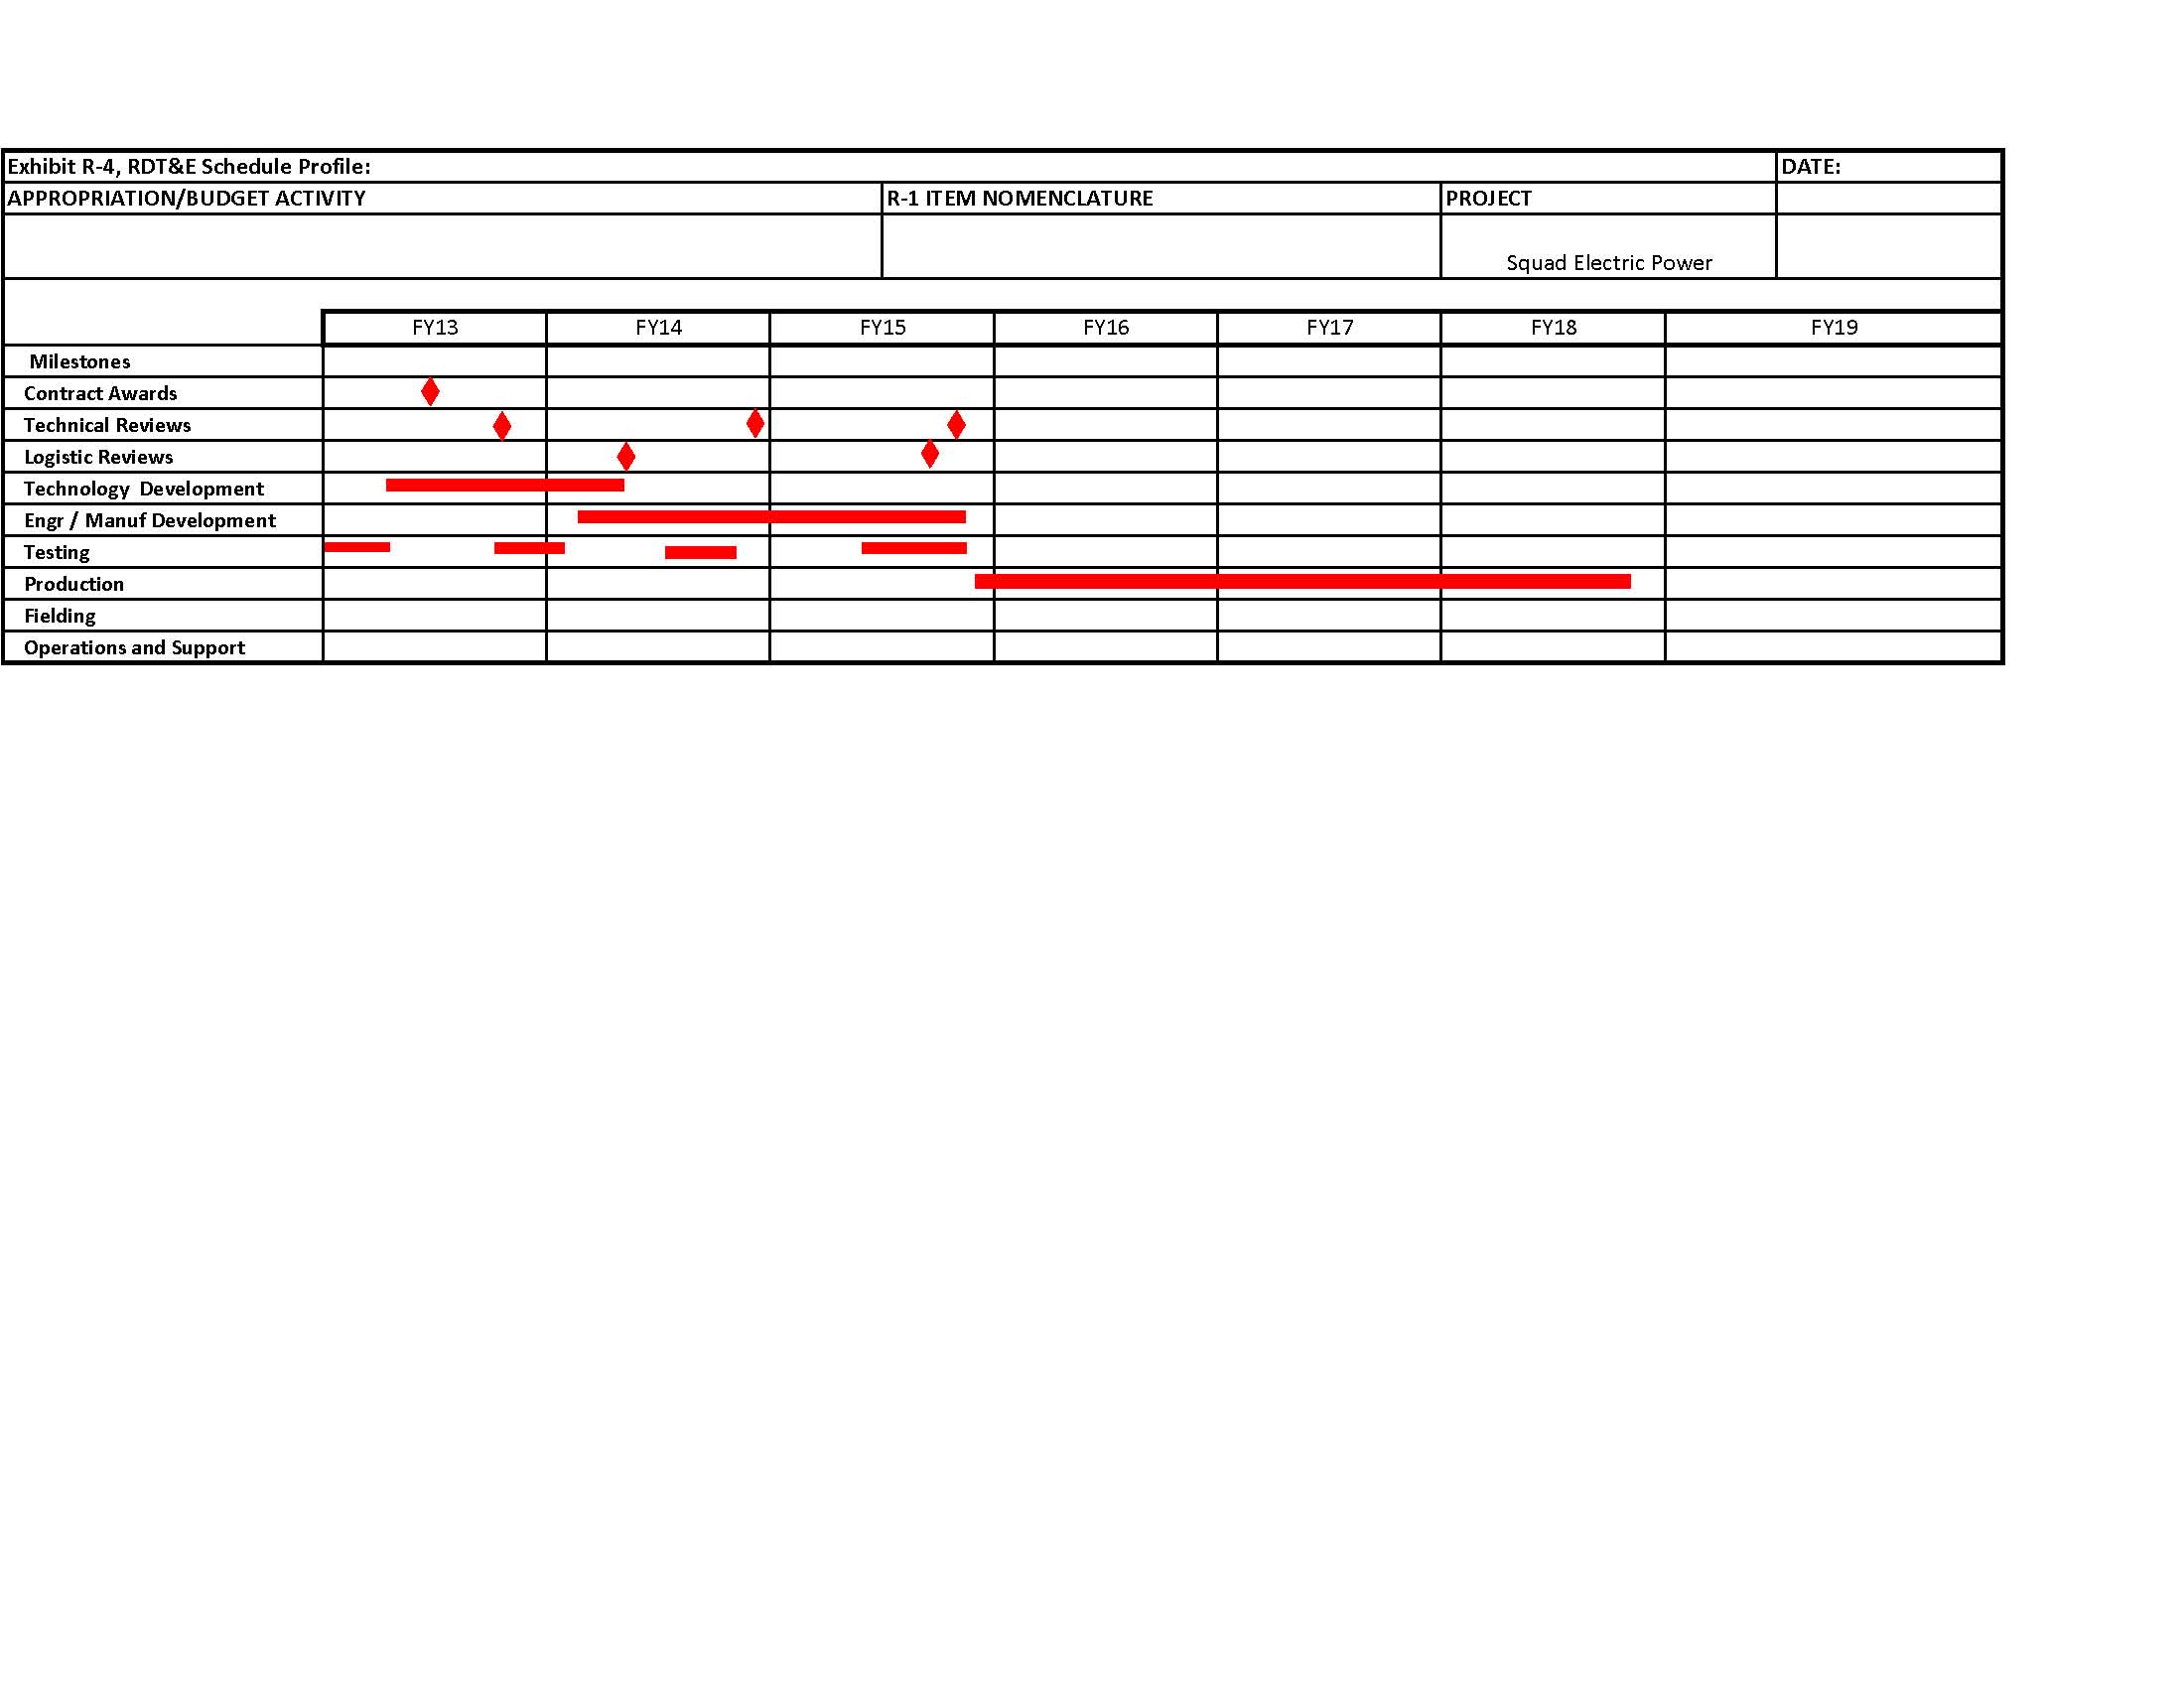 Exhibit R-4, RDT&E Schedule Profile: DATE:
APPROPRIATION/BUDGET ACTIVITY R-1 ITEM NOMENCLATURE PROJECT
Squad Electric Power
FY13 FY14 FY15 FY16 FY17 FY18 FY19
Milestones
Contract Awards
Technical Reviews
Logistic Reviews
Technology Development
Engr / Manuf Development
Testing
Production
Fielding
Operations and Support